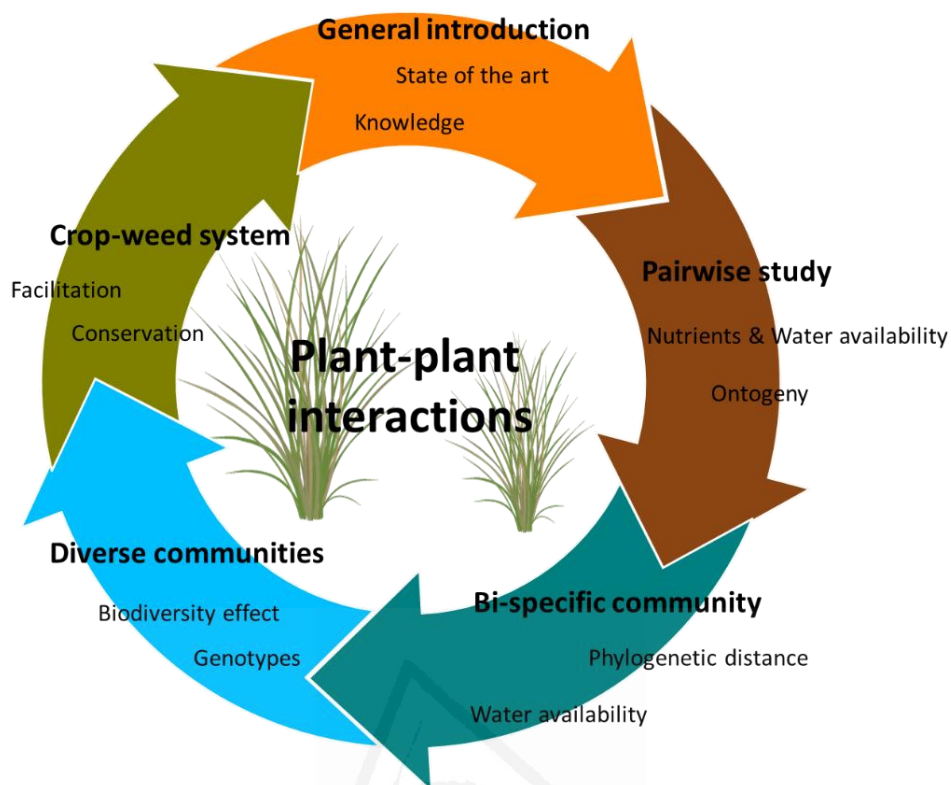 General introduction
State of the art
Knowledge
Pairwise study
Nutrients & Water availability
Ontogeny
Bi-specific community
Phylogenetic distance
Water availability
Diverse communities
Biodiversity effect
Genotypes
Crop-weed system
Facilitation
Conservation
Plant-plant
interactions